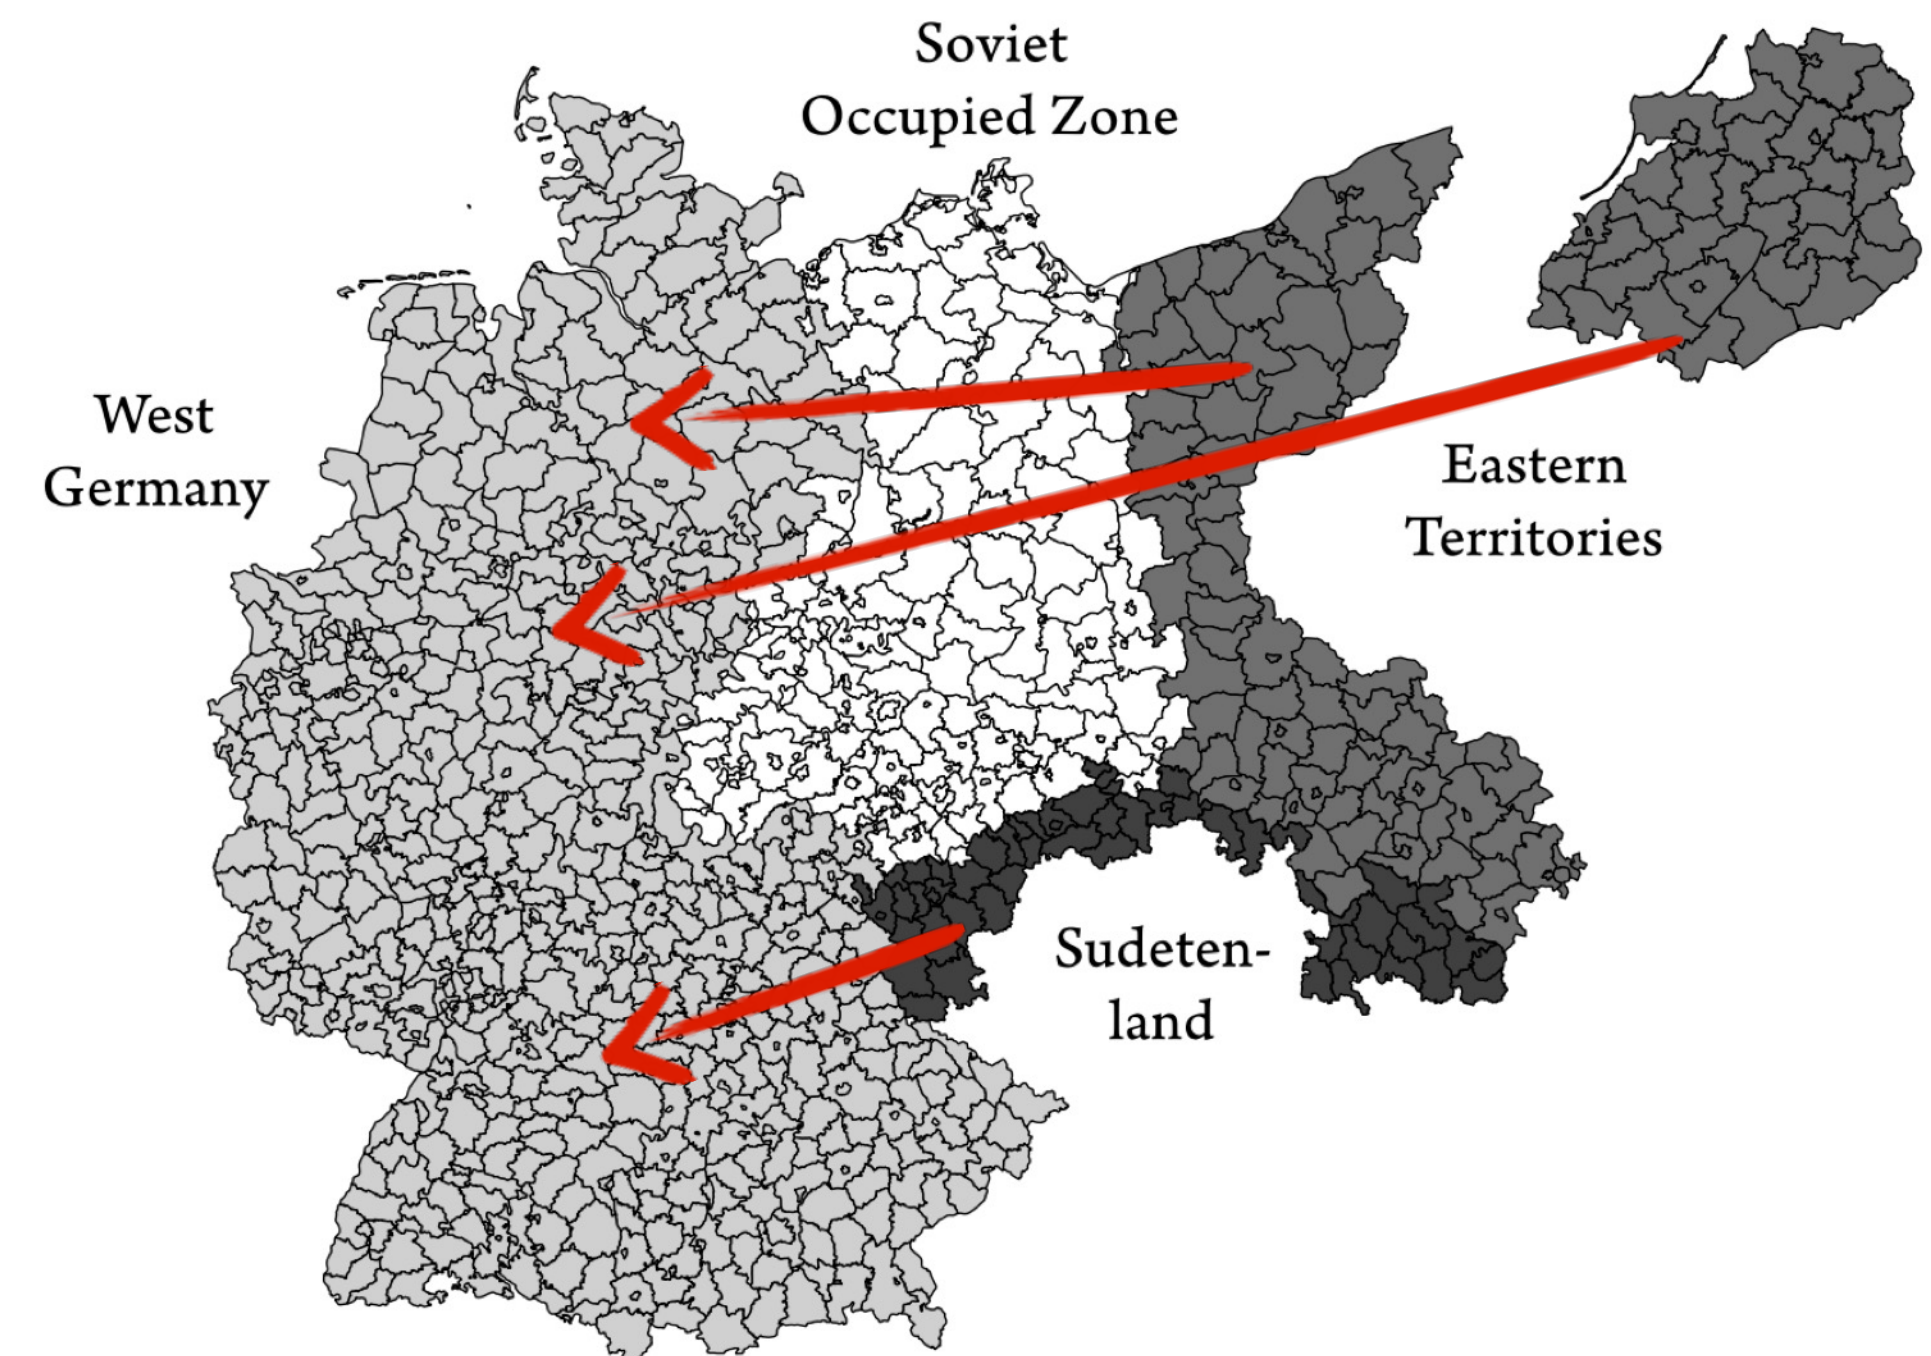 Soviet
Occupied Zone
West
Germany
Eastern
Territories
Sudeten-
land